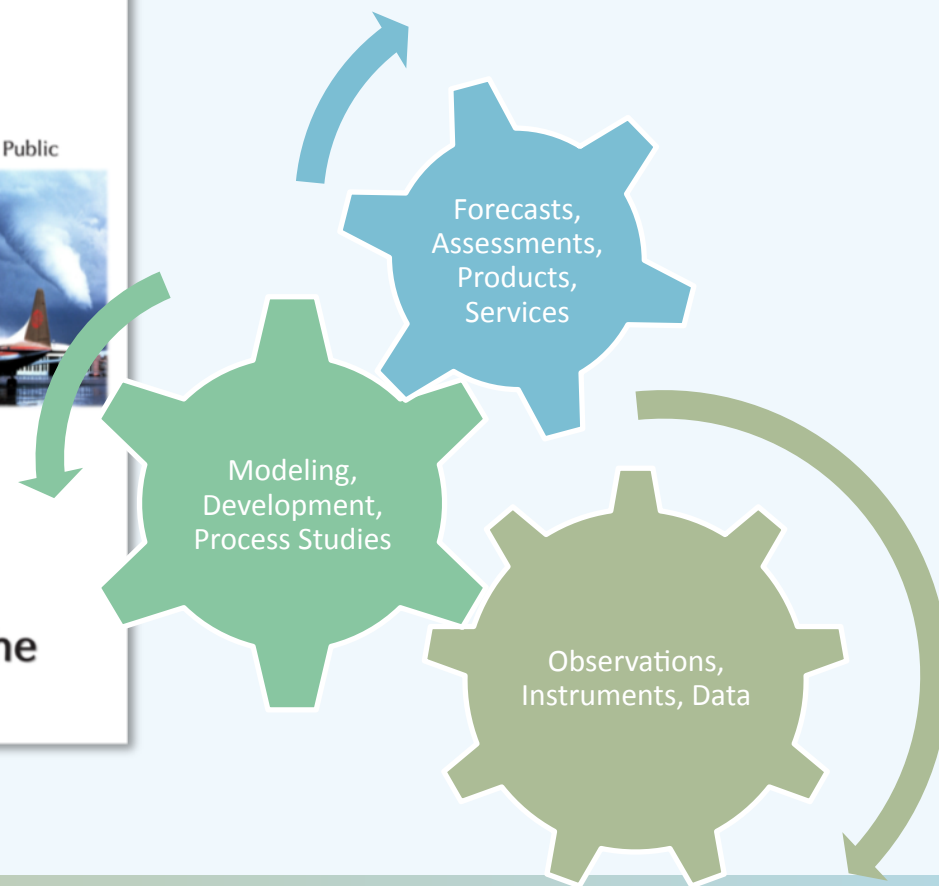 Public
Forecasts,
Assessments,
Products,
Services
Modeling,
Development,
Process Studies
Observations,
Instruments, Data